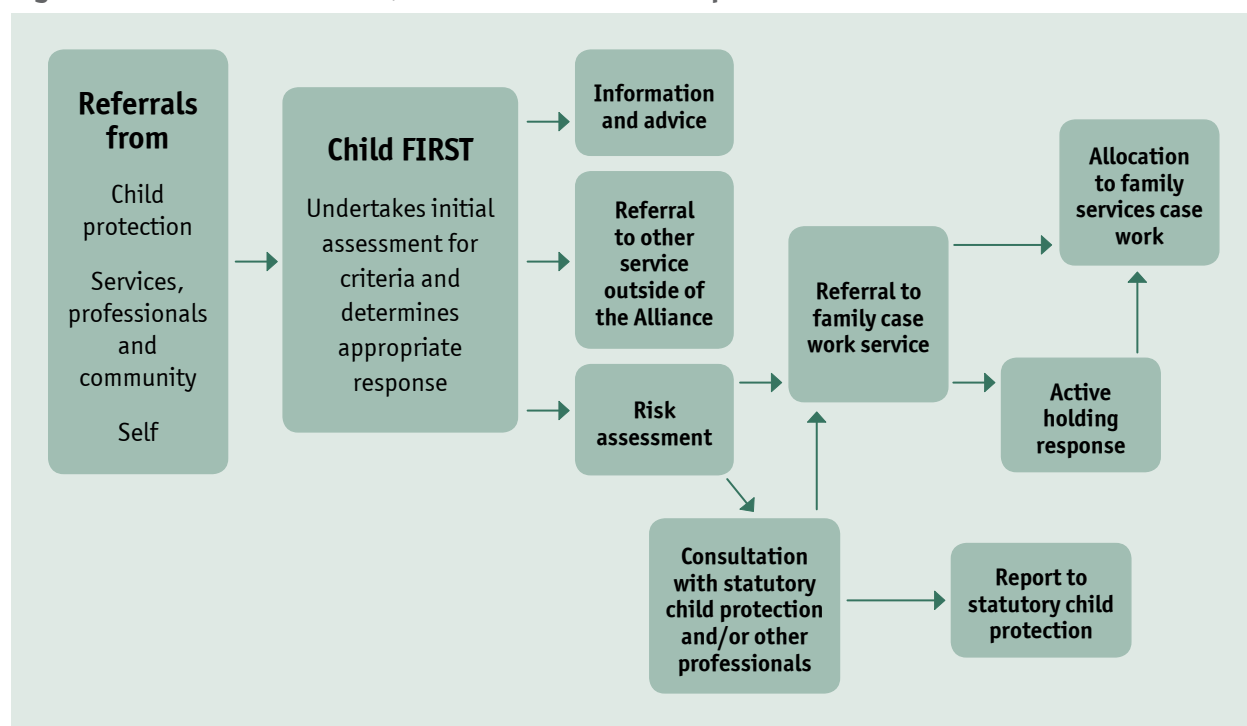 Referrals
from
Child
protection
Services,
professionals
and
community
Self
Child FIRST
Undertakes initial
assessment for
criteria and
determines
appropriate
response
Information
and advice
Referral
to other
service
outside of
the Alliance
Risk
assessment
Referral to
family case
work service
Allocation
to family
services case
work
Active
holding
response
Consultation
with statutory
child protection
and/or other
professionals
Report to
statutory child
protection